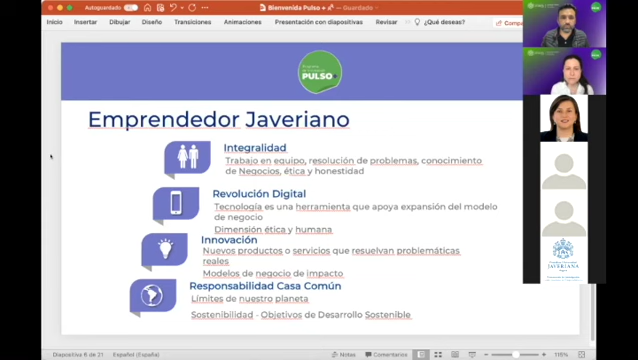 Autoguardado
Bienvenida Pulso +
Guardado
Inicio Insertar Dibujar Diseño Transiciones Animaciones Presentación con diapositivas Revisar ¿Qué deseas?
PULSO
Emprendedor Javeriano
Integralidad
Trabajo en equipo, resolución de problemas, conocimiento
de Negocios, ética y honestidad
Revolución Digital
Tecnología es una herramienta que apoya expansión del modelo
de negocio
Dimensión ética y humana
Innovación
Nuevos productos o servicios que resuelvan problemáticas
reales
Modelos de negocio de impacto
Responsabilidad Casa Común
Límites de nuestro planeta
Sostenibilidad - Objetivos de Desarrollo Sostenible
JAVERIANA
Diapositiva 6 de 21 Español (España) Notas Comentarios 115%